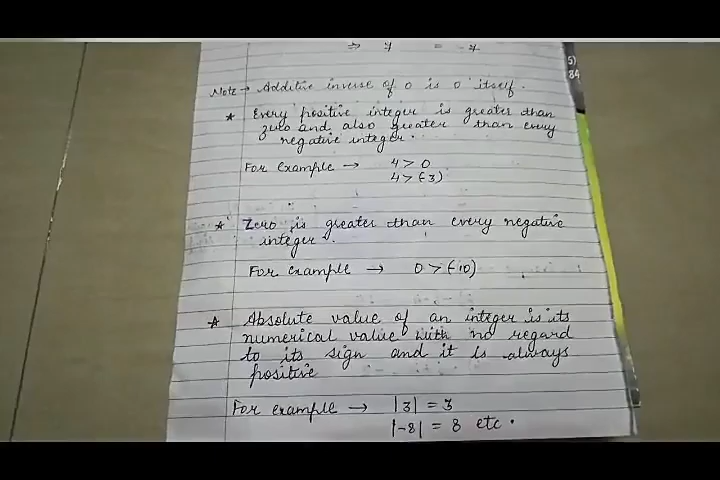 ⇒ 7 = -7
5)
84
Note → Additive inverse of 0 is 0 itself.
* Every positive integer is greater than
zero and also greater than every
negative integer.
For example → 4 > 0
4 > (-3)
* Zero is greater than every negative
integer.
For example → 0 > (-10)
* Absolute value of an integer is its
numerical value with no regard
to its sign and it is always
positive
For example → |3| = 3
|-8| = 8 etc.